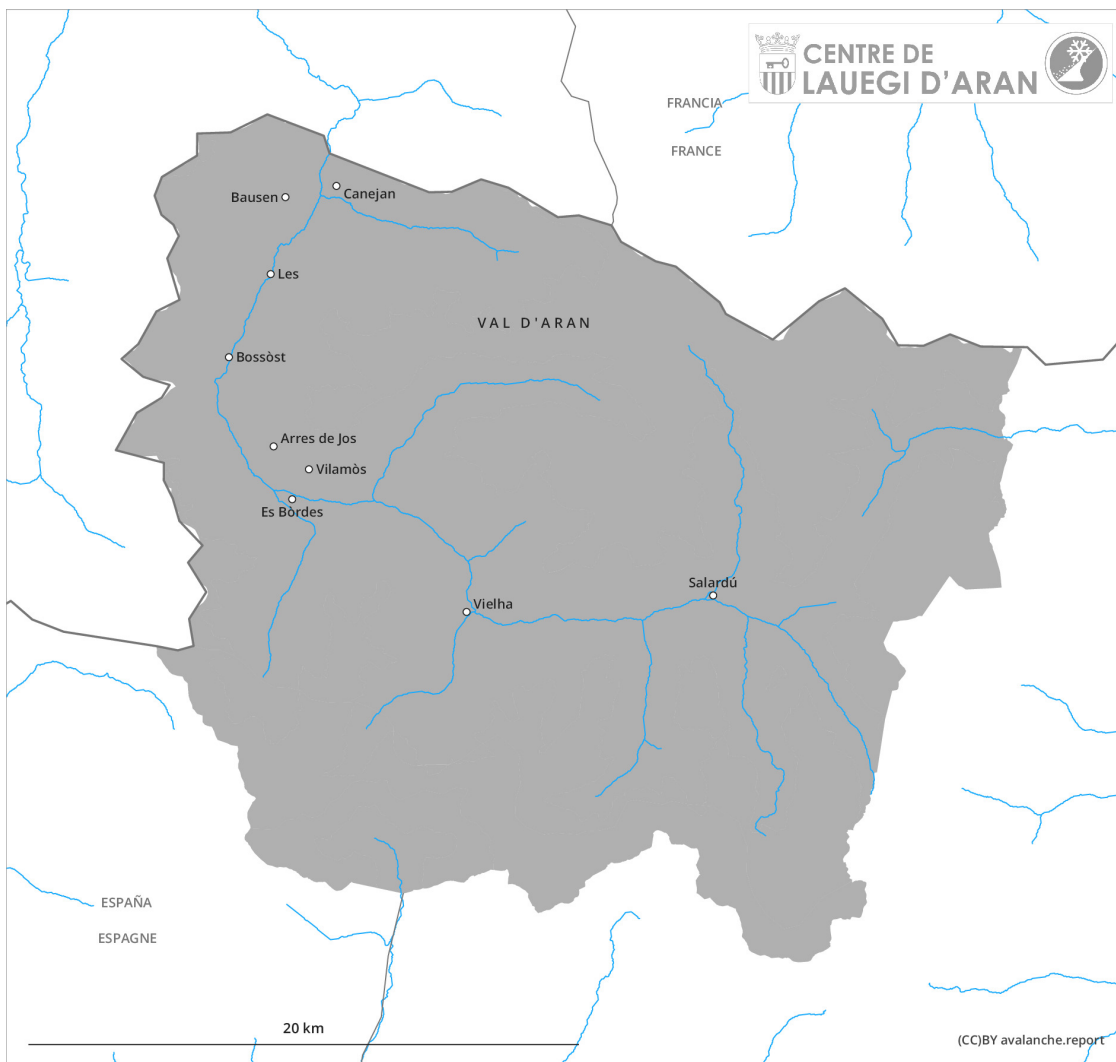 CENTRE DE
LAUEGI D'ARAN
FRANCIA
FRANCE
Canejan
Bausen
Les
VAL D'ARAN
Bossòst
Arres de Jos
Vilamòs
Es Bòrdes
Salardú
Vielha
ESPAÑA
ESPAGNE
20 km
(CC)BY avalanche.report